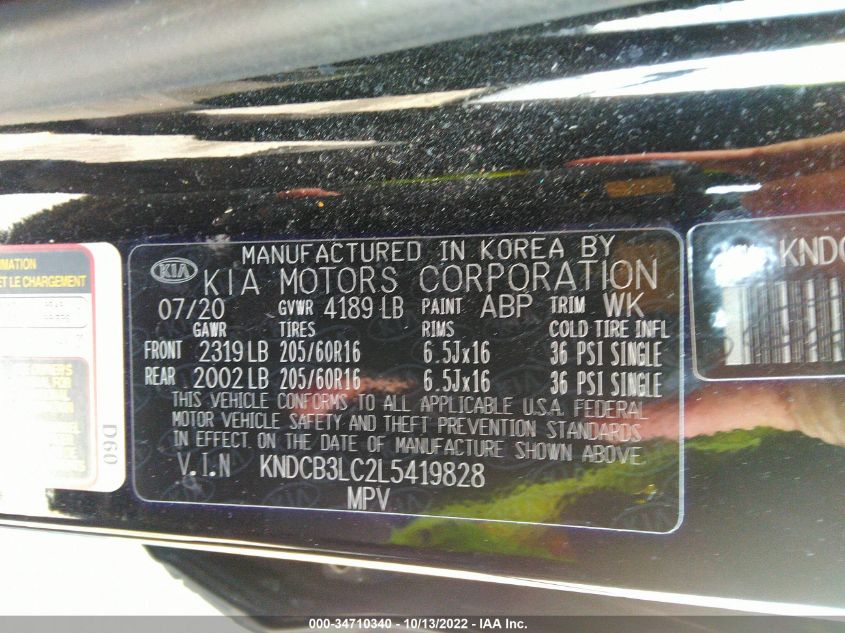 MANUFACTURED IN KOREA BY
KIA KIA MOTORS CORPORATION
07/20 GVWR 4189 LB PAINT ABP TRIM WK
GAWR TIRES RIMS COLD TIRE INFL
FRONT 2319 LB 205/60R16 6.5Jx16 36 PSI SINGLE
REAR 2002 LB 205/60R16 6.5Jx16 36 PSI SINGLE
THIS VEHICLE CONFORMS TO ALL APPLICABLE U.S.A. FEDERAL
MOTOR VEHICLE SAFETY AND THEFT PREVENTION STANDARDS
IN EFFECT ON THE DATE OF MANUFACTURE SHOWN ABOVE.
V.I.N KNDCB3LC2L5419828
MPV
ET LE CHARGEMENT
D60
KNDC
000-34710340 - 10/13/2022 - IAA Inc.